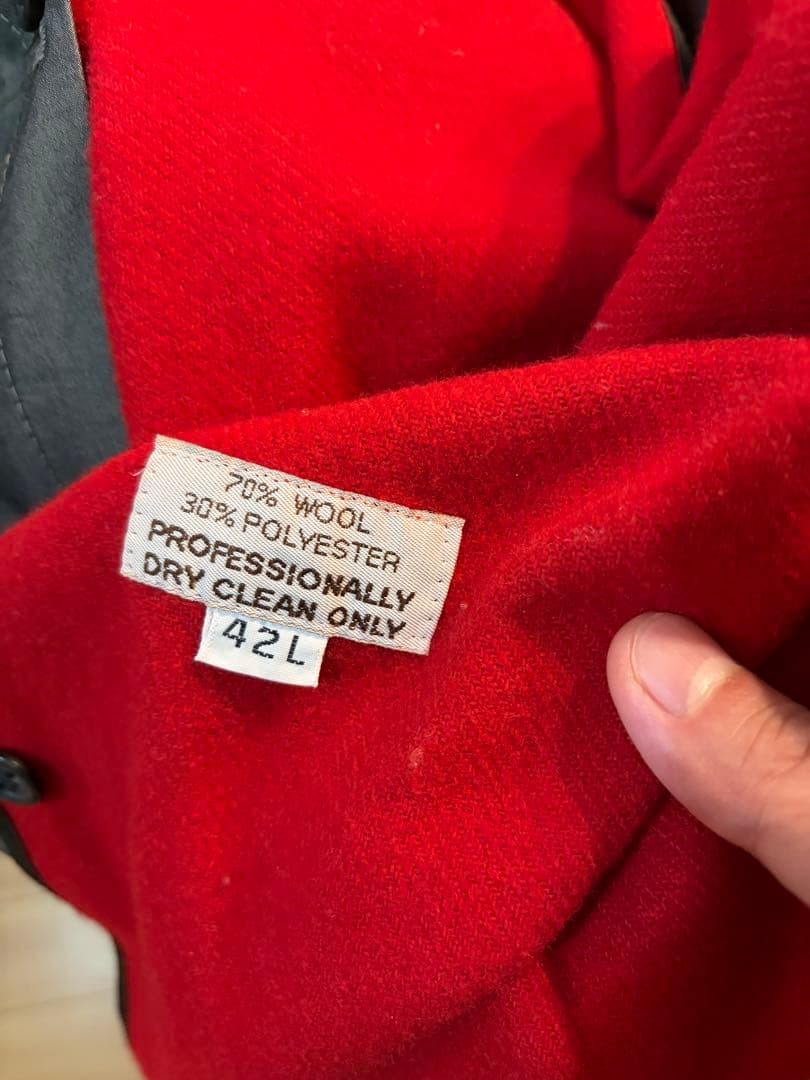 70% WOOL
30% POLYESTER
PROFESSIONALLY
DRY CLEAN ONLY
42L